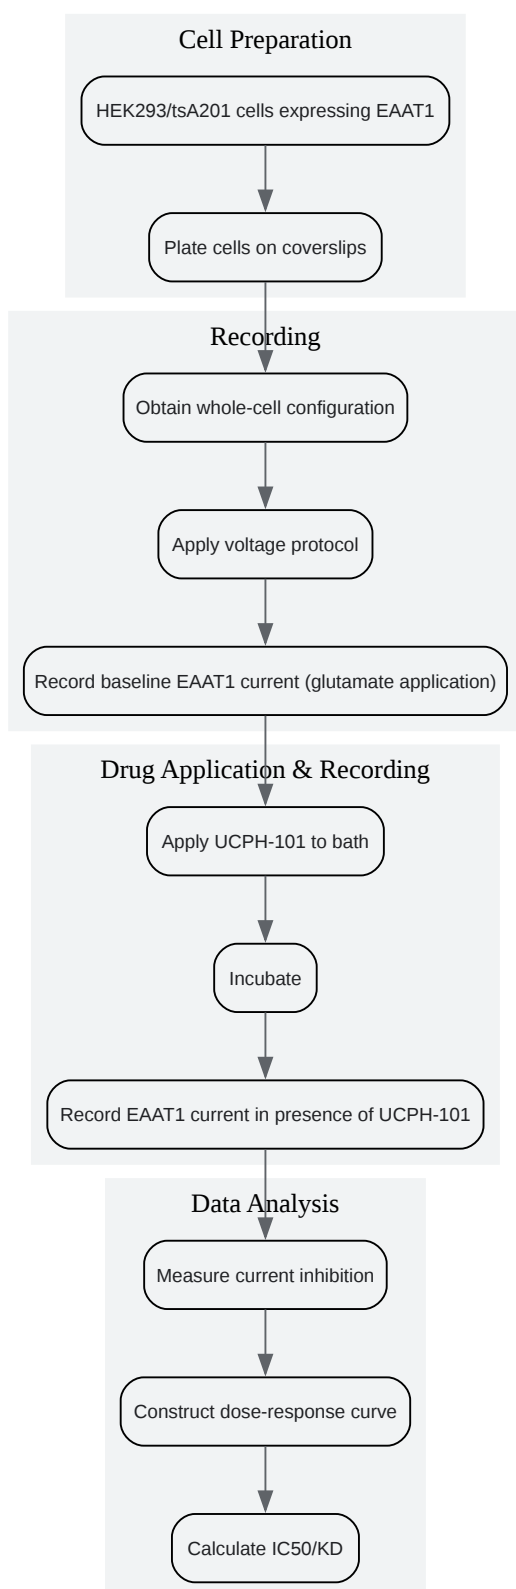 Cell Preparation
HEK293/tsA201 cells expressing EAAT1
Plate cells on coverslips
Recording
Obtain whole-cell configuration
Apply voltage protocol
Record baseline EAAT1 current (glutamate application)
Drug Application & Recording
Apply UCPH-101 to bath
Incubate
Record EAAT1 current in presence of UCPH-101
Data Analysis
Measure current inhibition
Construct dose-response curve
Calculate IC50/KD